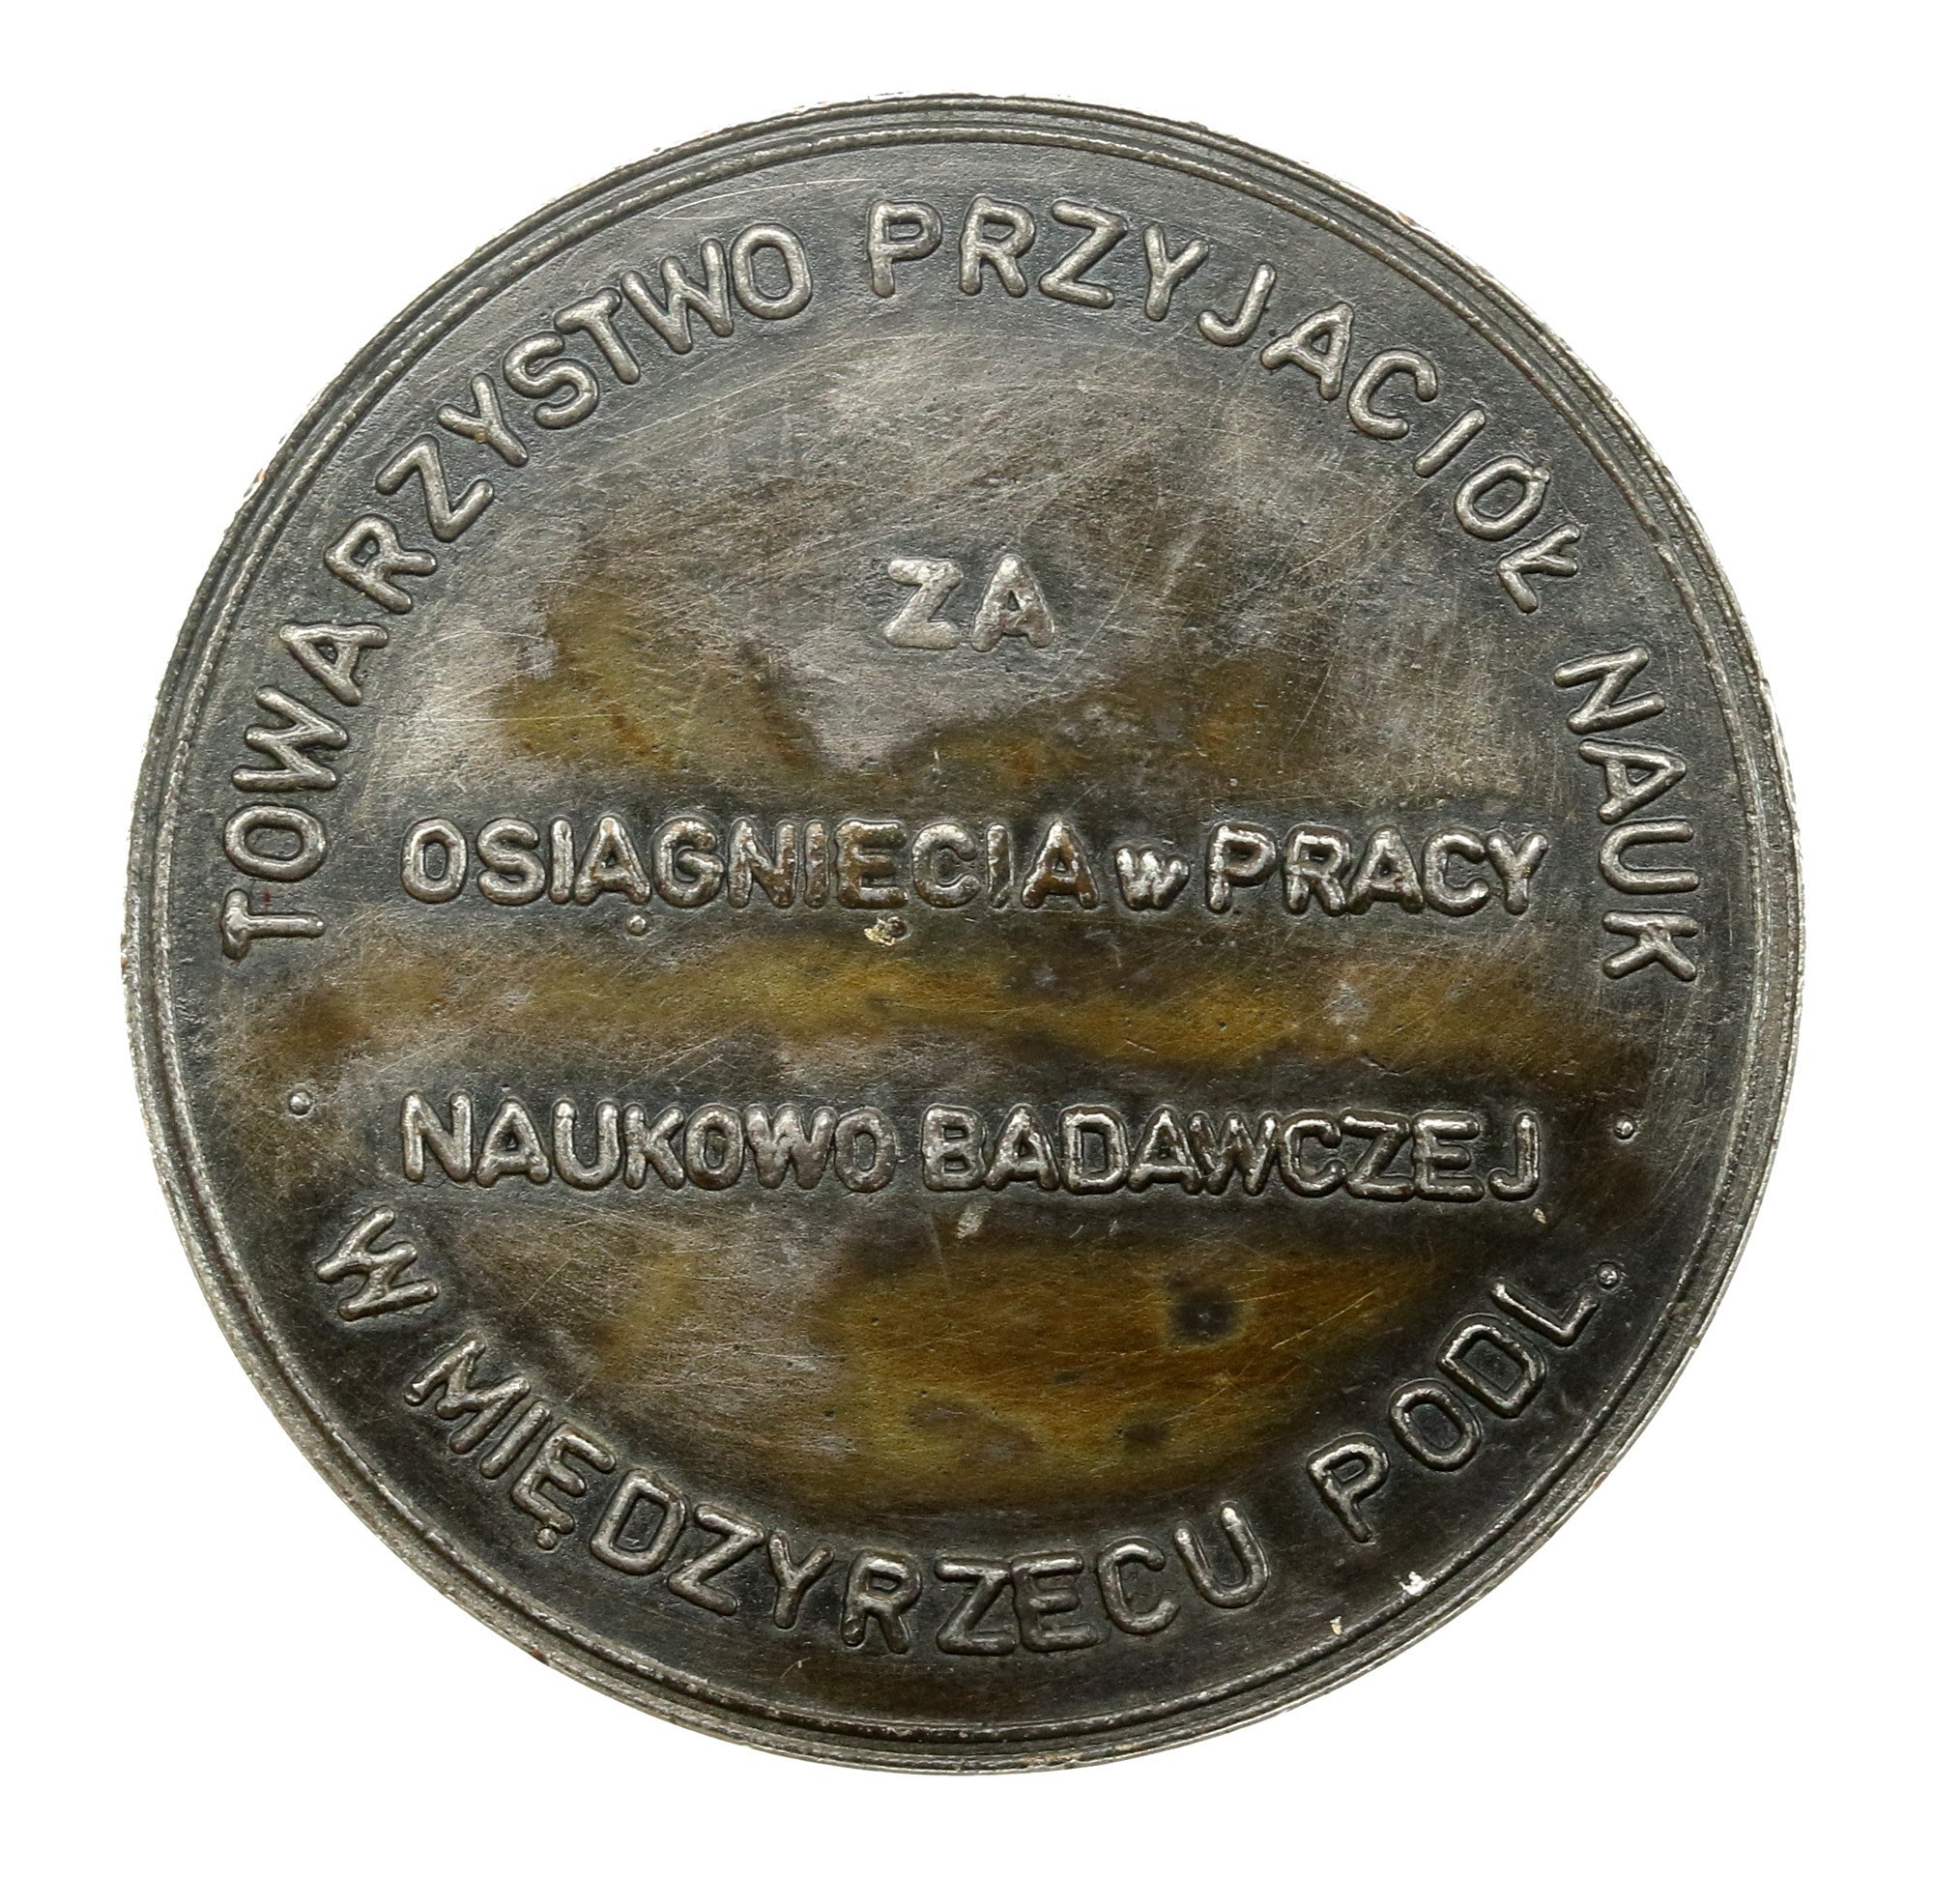 TOWARZYSTWO PRZYJACIÓŁ NAUK
ZA
OSIĄGNIĘCIA w PRACY
NAUKOWO BADAWCZEJ
W MIĘDZYRZECU PODL.